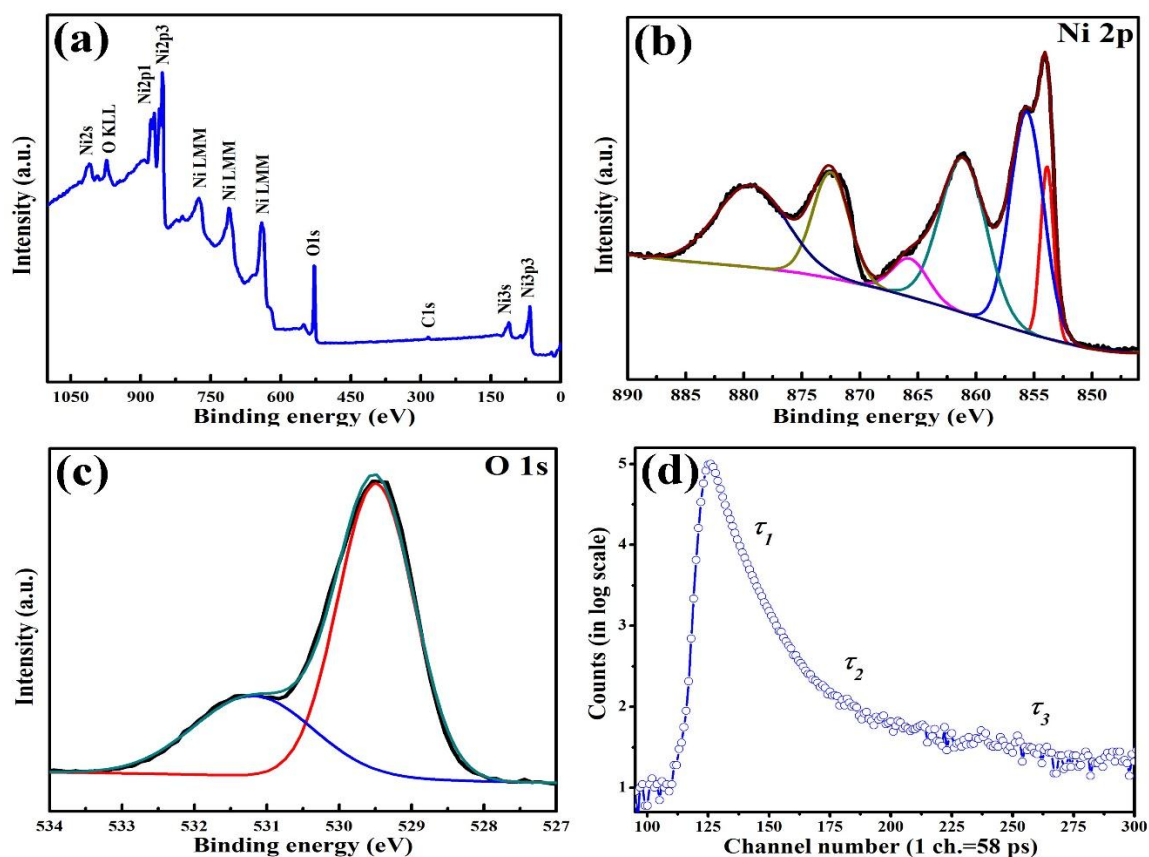 (a)
Ni2s
O KLL
Ni2p1
Ni2p3
Ni LMM
Ni LMM
Ni LMM
O1s
C1s
Ni3s
Ni3p3
Intensity (a.u.)
1050 900 750 600 450 300 150 0
Binding energy (eV)
(b)
Ni 2p
Intensity (a.u.)
890 885 880 875 870 865 860 855 850
Binding energy (eV)
(c)
O 1s
Intensity (a.u.)
534 533 532 531 530 529 528 527
Binding energy (eV)
(d)
τ1
τ2
τ3
Counts (in log scale)
5
4
3
2
1
100 125 150 175 200 225 250 275 300
Channel number (1 ch.=58 ps)